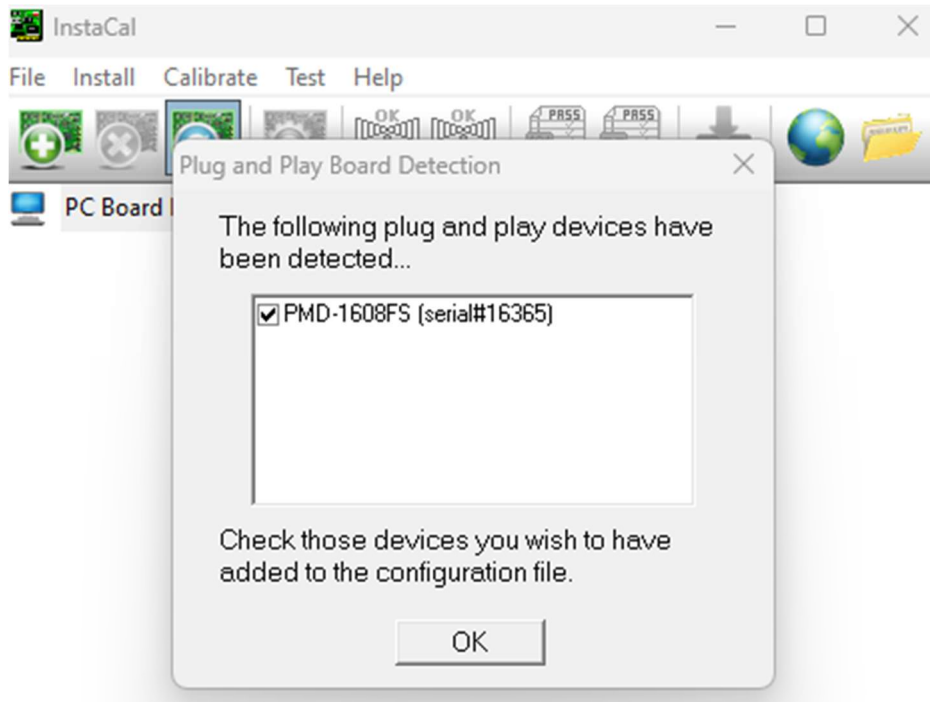 InstaCal
File Install Calibrate Test Help
OK OK PASS PASS
Plug and Play Board Detection
PC Board
The following plug and play devices have
been detected...
PMD-1608FS (serial#16365)
Check those devices you wish to have
added to the configuration file.
OK